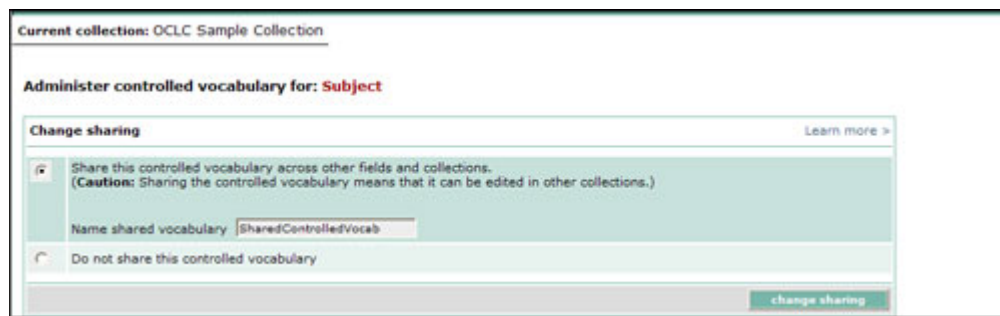 Current collection: OCLC Sample Collection
Administer controlled vocabulary for: Subject
Change sharing Learn more >
Share this controlled vocabulary across other fields and collections.
(Caution: Sharing the controlled vocabulary means that it can be edited in other collections.)
Name shared vocabulary SharedControlledVocab
Do not share this controlled vocabulary
change sharing